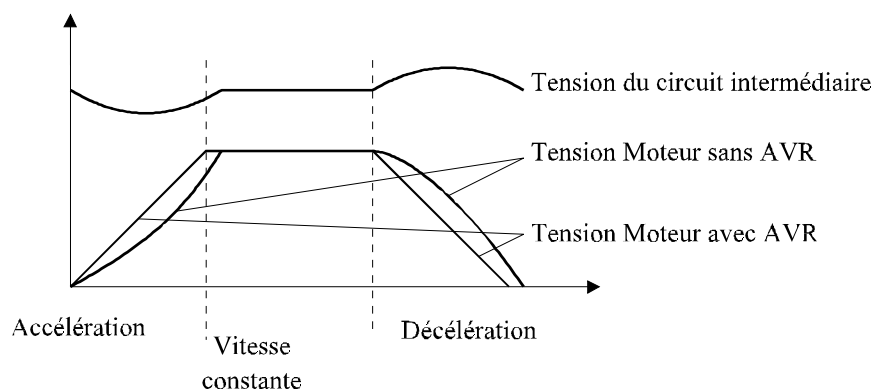 Tension du circuit intermédiaire
Tension Moteur sans AVR
Tension Moteur avec AVR
Accélération
Vitesse
constante
Décélération